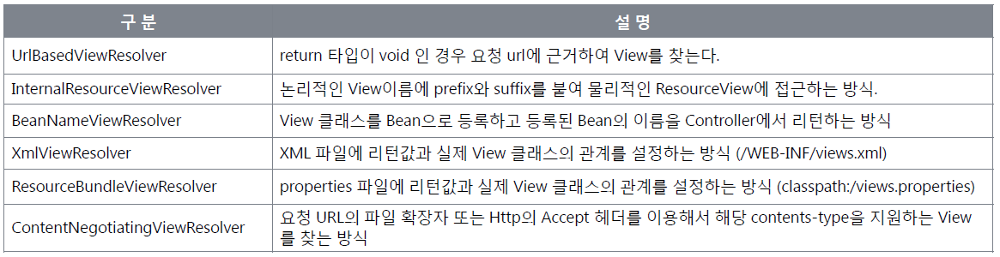 구 분 설 명
UrlBasedViewResolver return 타입이 void 인 경우 요청 url에 근거하여 View를 찾는다.
InternalResourceViewResolver 논리적인 View이름에 prefix와 suffix를 붙여 물리적인 ResourceView에 접근하는 방식.
BeanNameViewResolver View 클래스를 Bean으로 등록하고 등록된 Bean의 이름을 Controller에서 리턴하는 방식
XmlViewResolver XML 파일에 리턴값과 실제 View 클래스의 관계를 설정하는 방식 (/WEB-INF/views.xml)
ResourceBundleViewResolver properties 파일에 리턴값과 실제 View 클래스의 관계를 설정하는 방식 (classpath:/views.properties)
ContentNegotiatingViewResolver 요청 URL의 파일 확장자 또는 Http의 Accept 헤더를 이용해서 해당 contents-type을 지원하는 View
를 찾는 방식